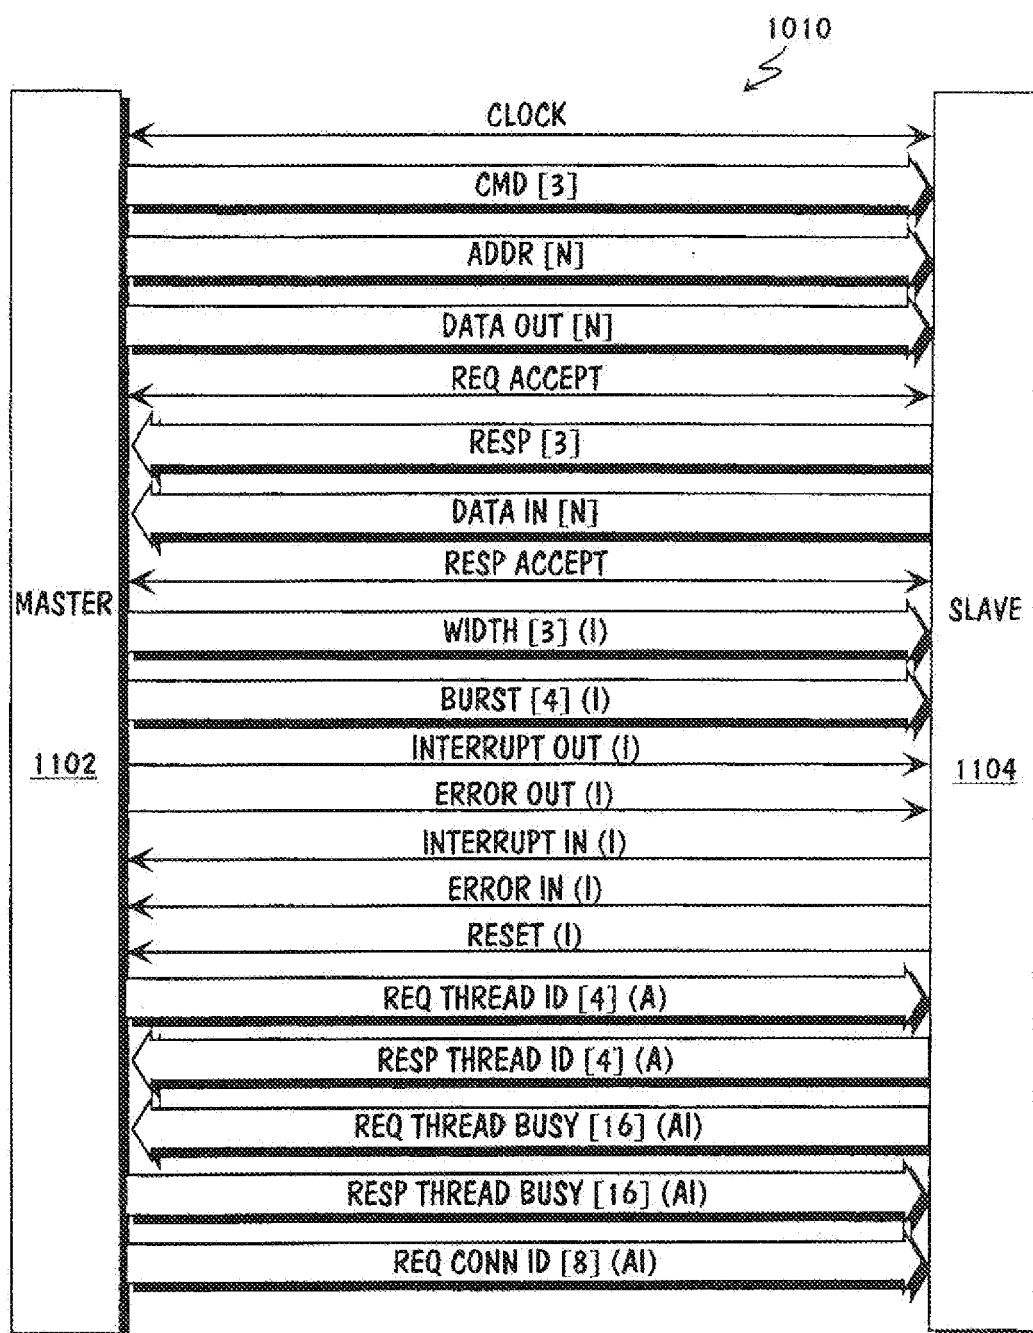 1010
CLOCK
CMD [3]
ADDR [N]
DATA OUT [N]
REQ ACCEPT
RESP [3]
DATA IN [N]
RESP ACCEPT
MASTER
WIDTH [3] (I)
SLAVE
BURST [4] (I)
INTERRUPT OUT (I)
1102
1104
ERROR OUT (I)
INTERRUPT IN (I)
ERROR IN (I)
RESET (I)
REQ THREAD ID [4] (A)
RESP THREAD ID [4] (A)
REQ THREAD BUSY [16] (AI)
RESP THREAD BUSY [16] (AI)
REQ CONN ID [8] (AI)